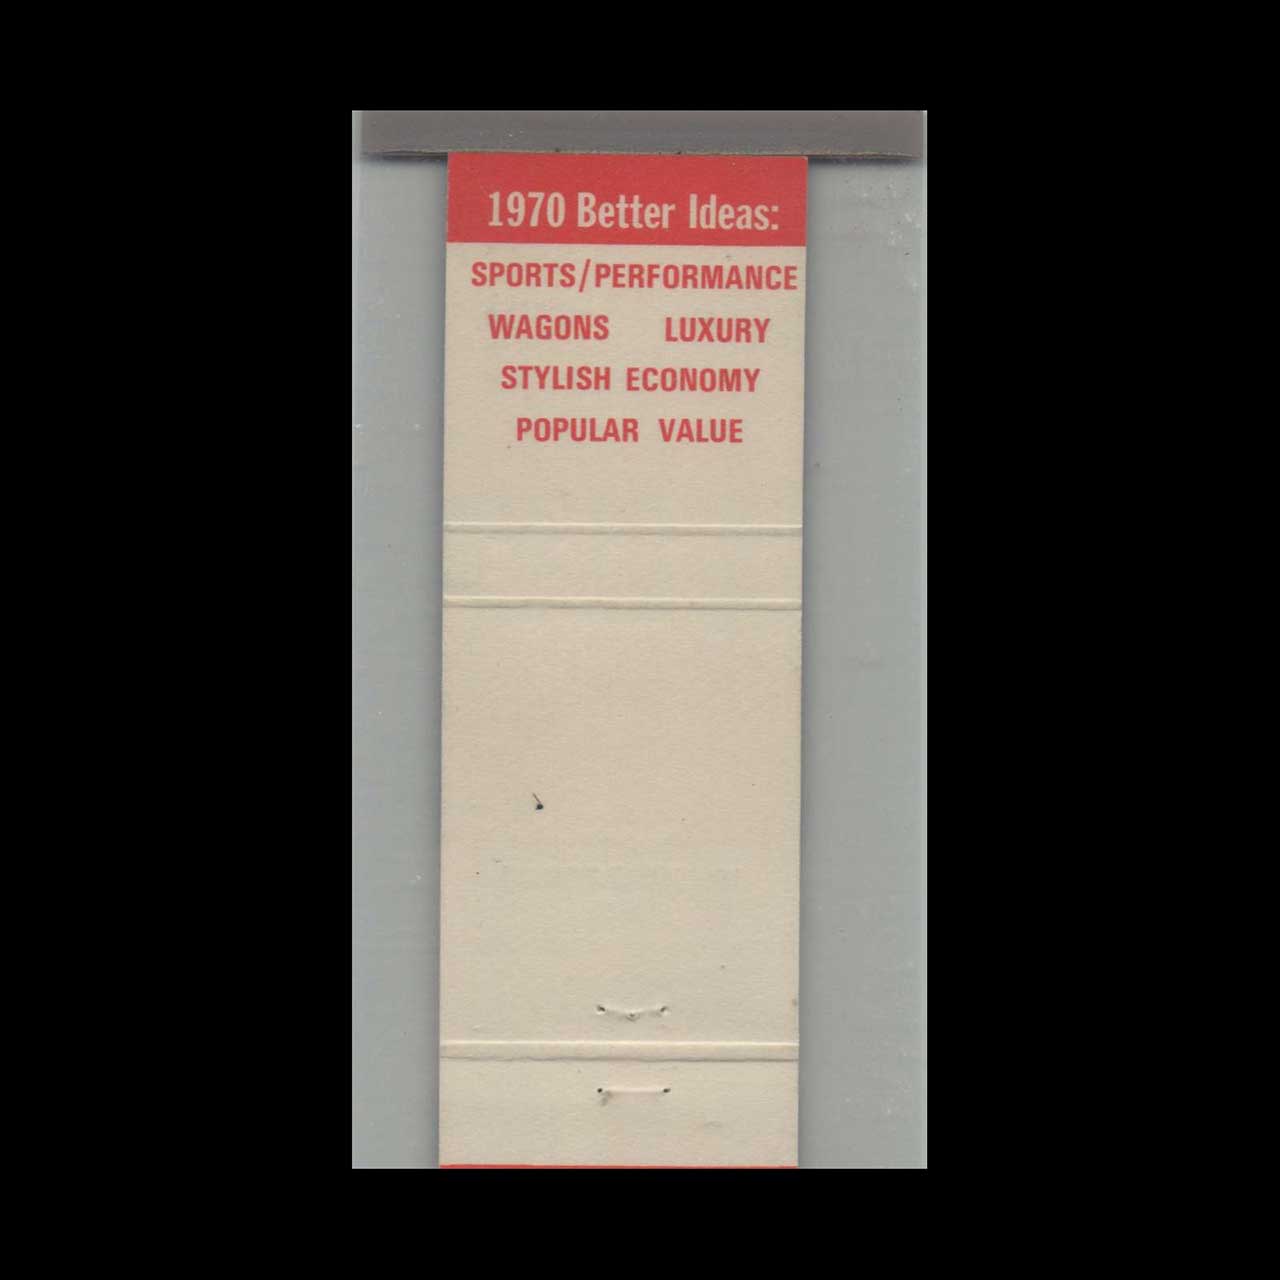 1970 Better Ideas:
SPORTS/PERFORMANCE
WAGONS LUXURY
STYLISH ECONOMY
POPULAR VALUE